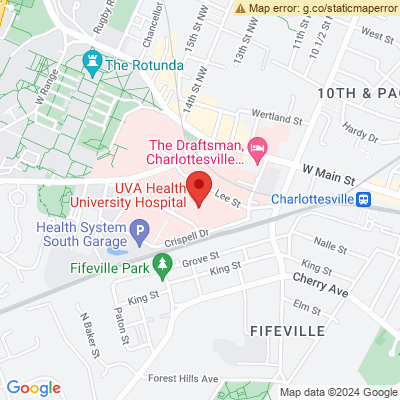 Map error: g.co/staticmaperror
Rugby Rd
Chancellor
15th St NW
13th St NW
11th St
10 1/2 St NW
West St
The Rotunda
W Range
14th St NW
10TH & PAG
Wertland St
Hardy Dr
The Draftsman,
Charlottesville...
W Main St
UVA Health
University Hospital
Lee St
Charlottesville
Health System
South Garage
Crispell Dr
Naile St
Grove St
Fifeville Park
King St
King St
Cherry Ave
Elm St
N Baker St
Paton St
FIFEVILLE
Forest Hills Ave
Google
Map data ©2024 Google